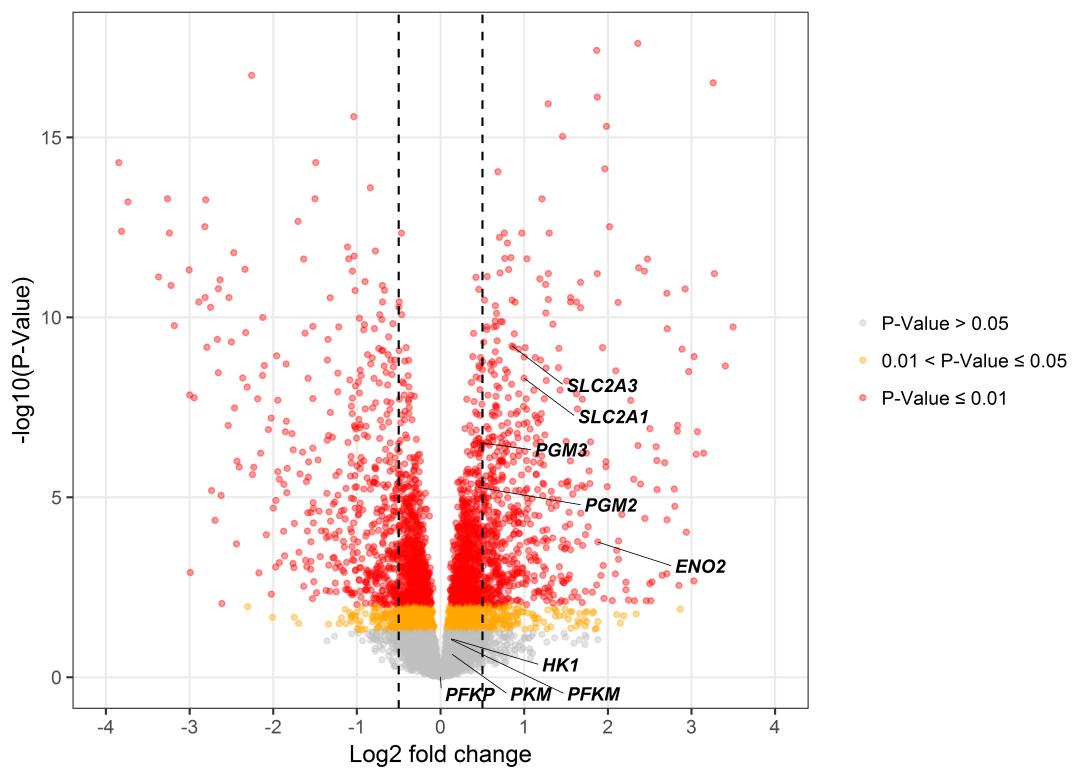 -log10(P-Value)
15
10
5
0
SLC2A3
SLC2A1
PGM3
PGM2
ENO2
HK1
PFKP PKM PFKM
-4 -3 -2 -1 0 1 2 3 4
Log2 fold change
P-Value > 0.05
0.01 < P-Value ≤ 0.05
P-Value ≤ 0.01